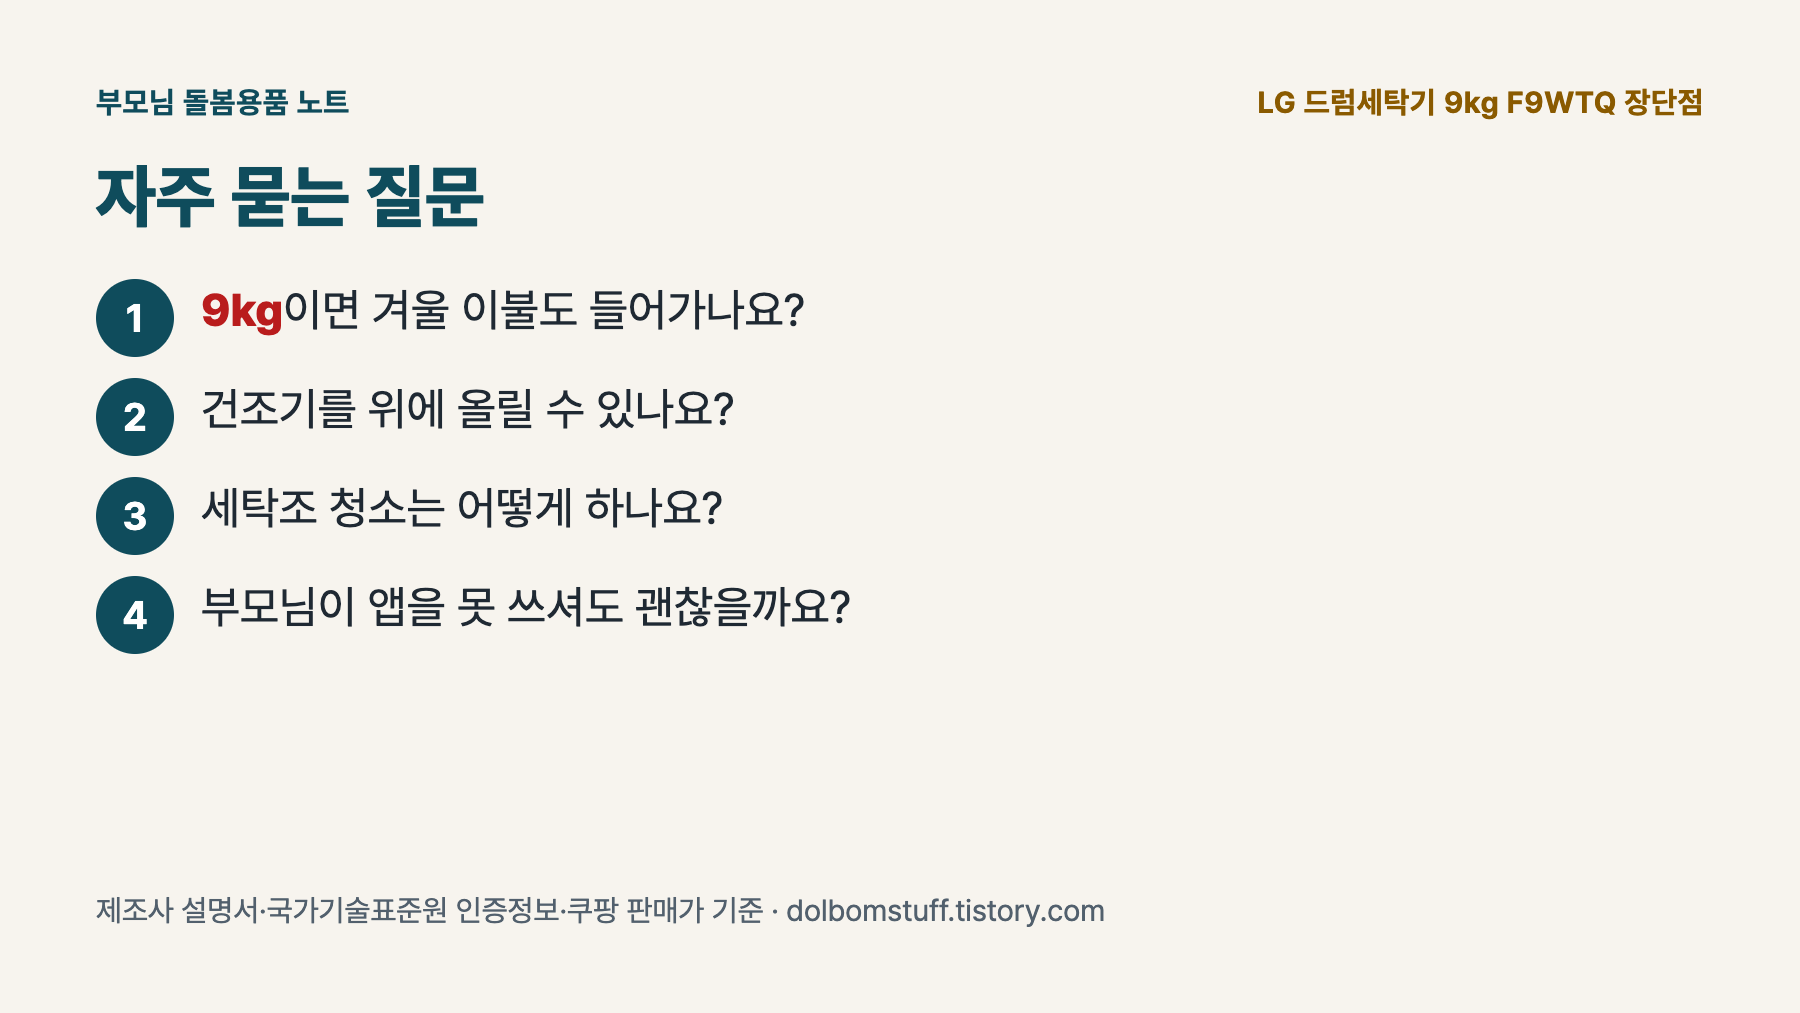 부모님 돌봄용품 노트
LG 드럼세탁기 9kg F9WTQ 장단점
자주 묻는 질문
1 9kg이면 겨울 이불도 들어가나요?
2 건조기를 위에 올릴 수 있나요?
3 세탁조 청소는 어떻게 하나요?
4 부모님이 앱을 못 쓰셔도 괜찮을까요?
제조사 설명서·국가기술표준원 인증정보·쿠팡 판매가 기준 · dolbomstuff.tistory.com